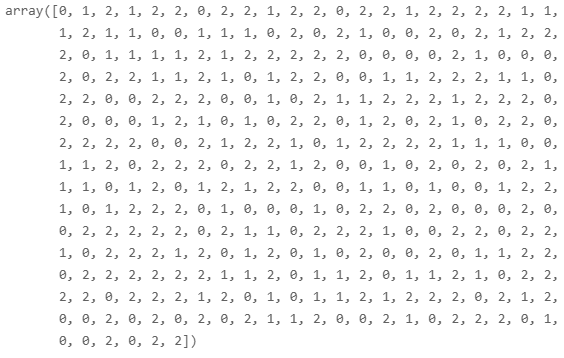 array([0, 1, 2, 1, 2, 2, 0, 2, 2, 1, 2, 2, 0, 2, 2, 1, 2, 2, 2, 2, 1, 1,
1, 2, 1, 1, 0, 0, 1, 1, 1, 0, 2, 0, 2, 1, 0, 0, 2, 0, 2, 1, 2, 2,
2, 0, 1, 1, 1, 1, 2, 1, 2, 2, 2, 2, 2, 0, 0, 0, 0, 2, 1, 0, 0, 0,
2, 0, 2, 2, 1, 1, 2, 1, 0, 1, 2, 2, 0, 0, 1, 1, 2, 2, 2, 1, 1, 0,
2, 2, 0, 0, 2, 2, 2, 0, 0, 1, 0, 2, 1, 1, 2, 2, 2, 1, 2, 2, 2, 0,
2, 0, 0, 0, 1, 2, 1, 0, 1, 0, 2, 2, 0, 1, 2, 0, 2, 1, 0, 2, 2, 0,
2, 2, 2, 2, 0, 0, 2, 1, 2, 2, 1, 0, 1, 2, 2, 2, 2, 1, 1, 1, 0, 0,
1, 1, 2, 0, 2, 2, 2, 0, 2, 2, 1, 2, 0, 0, 1, 0, 2, 0, 2, 0, 2, 1,
1, 1, 0, 1, 2, 0, 1, 2, 1, 2, 2, 0, 0, 1, 1, 0, 1, 0, 0, 1, 2, 2,
1, 0, 1, 2, 2, 2, 0, 1, 0, 0, 0, 1, 0, 2, 2, 0, 2, 0, 0, 0, 2, 0,
0, 2, 2, 2, 2, 2, 0, 2, 1, 1, 0, 2, 2, 2, 1, 0, 0, 2, 2, 0, 2, 2,
1, 0, 2, 2, 2, 1, 2, 0, 1, 2, 0, 1, 0, 2, 0, 0, 2, 0, 1, 1, 2, 2,
0, 2, 2, 2, 2, 2, 2, 1, 1, 2, 0, 1, 1, 2, 0, 1, 1, 2, 1, 0, 2, 2,
2, 2, 0, 2, 2, 2, 1, 2, 0, 1, 0, 1, 1, 2, 1, 2, 2, 2, 0, 2, 1, 2,
0, 0, 2, 0, 2, 0, 2, 0, 2, 1, 1, 2, 0, 0, 2, 1, 0, 2, 2, 2, 0, 1,
0, 0, 2, 0, 2, 2])